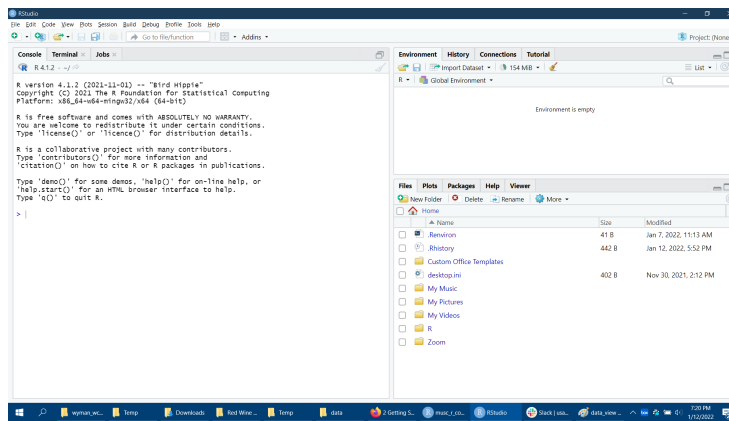 RStudio
File Edit Code View Plots Session Build Debug Profile Tools Help
Go to file/function Addins
Project: (None
Console Terminal Jobs
R 4.1.2 · ~/
R version 4.1.2 (2021-11-01) -- "Bird Hippie"
Copyright (C) 2021 The R Foundation for Statistical Computing
Platform: x86_64-w64-mingw32/x64 (64-bit)
R is free software and comes with ABSOLUTELY NO WARRANTY.
You are welcome to redistribute it under certain conditions.
Type 'license()' or 'licence()' for distribution details.
R is a collaborative project with many contributors.
Type 'contributors()' for more information and
'citation()' on how to cite R or R packages in publications.
Type 'demo()' for some demos, 'help()' for on-line help, or
'help.start()' for an HTML browser interface to help.
Type 'q()' to quit R.
>
Environment History Connections Tutorial
Import Dataset 154 MiB List
R Global Environment
Environment is empty
Files Plots Packages Help Viewer
New Folder Delete Rename More
Home
Name Size Modified
.Renviron 41 B Jan 7, 2022, 11:13 AM
.Rhistory 442 B Jan 12, 2022, 5:52 PM
Custom Office Templates
desktop.ini 402 B Nov 30, 2021, 2:12 PM
My Music
My Pictures
My Videos
R
Zoom
wyman_wc... Temp Downloads Red Wine ... Temp data 2 Getting S... musc_r_co... RStudio Slack | usa... data_view ... 7:20 PM
1/12/2022